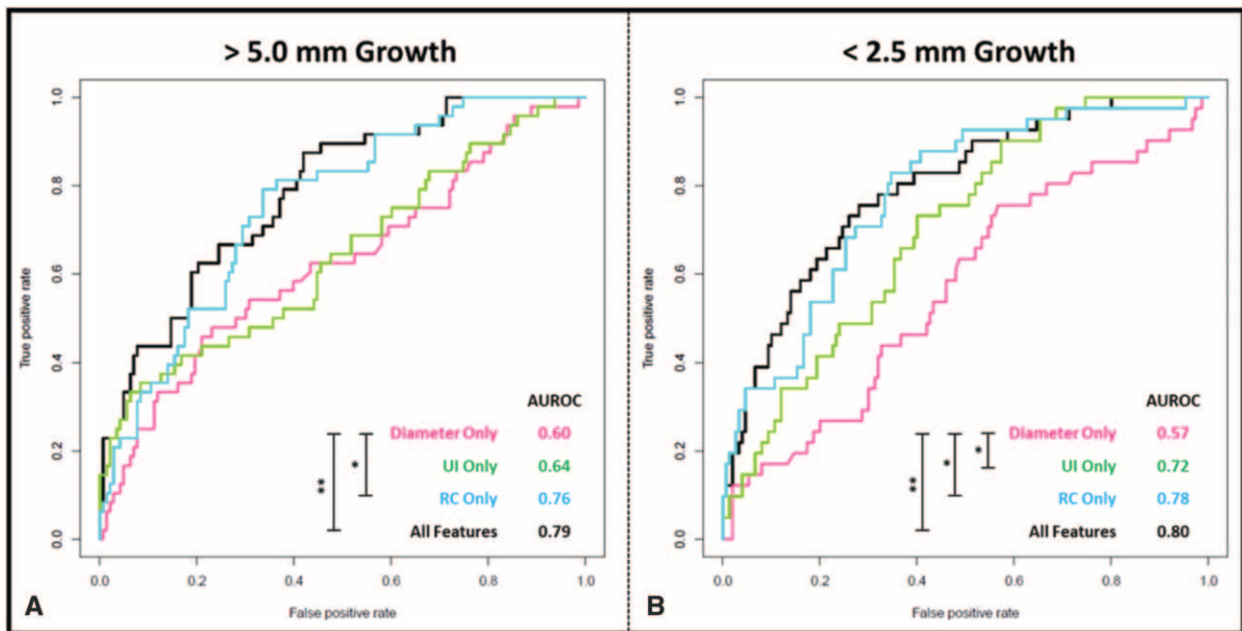 > 5.0 mm Growth
True positive rate
1.0
0.8
0.6
0.4
0.2
0.0
AUROC
Diameter Only 0.60
UI Only 0.64
RC Only 0.76
All Features 0.79
**
*
0.0 0.2 0.4 0.6 0.8 1.0
False positive rate
A
< 2.5 mm Growth
True positive rate
1.0
0.8
0.6
0.4
0.2
0.0
AUROC
Diameter Only 0.57
UI Only 0.72
RC Only 0.78
All Features 0.80
**
*
*
0.0 0.2 0.4 0.6 0.8 1.0
False positive rate
B